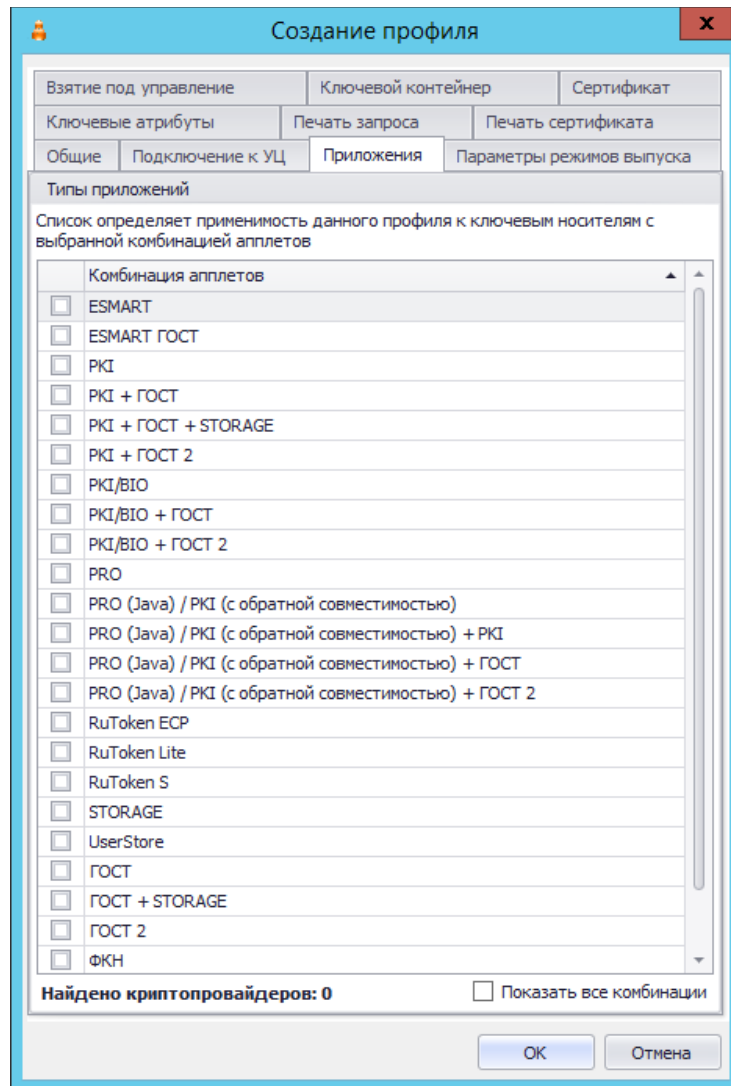 Создание профиля
x
Взятие под управление Ключевой контейнер Сертификат
Ключевые атрибуты Печать запроса Печать сертификата
Общие Подключение к УЦ Приложения Параметры режимов выпуска
Типы приложений
Список определяет применимость данного профиля к ключевым носителям с
выбранной комбинацией апплетов
Комбинация апплетов
ESMART
ESMART ГОСТ
PKI
PKI + ГОСТ
PKI + ГОСТ + STORAGE
PKI + ГОСТ 2
PKI/BIO
PKI/BIO + ГОСТ
PKI/BIO + ГОСТ 2
PRO
PRO (Java) / PKI (с обратной совместимостью)
PRO (Java) / PKI (с обратной совместимостью) + PKI
PRO (Java) / PKI (с обратной совместимостью) + ГОСТ
PRO (Java) / PKI (с обратной совместимостью) + ГОСТ 2
RuToken ECP
RuToken Lite
RuToken S
STORAGE
UserStore
ГОСТ
ГОСТ + STORAGE
ГОСТ 2
ФКН
Найдено криптопровайдеров: 0 Показать все комбинации
OK Отмена